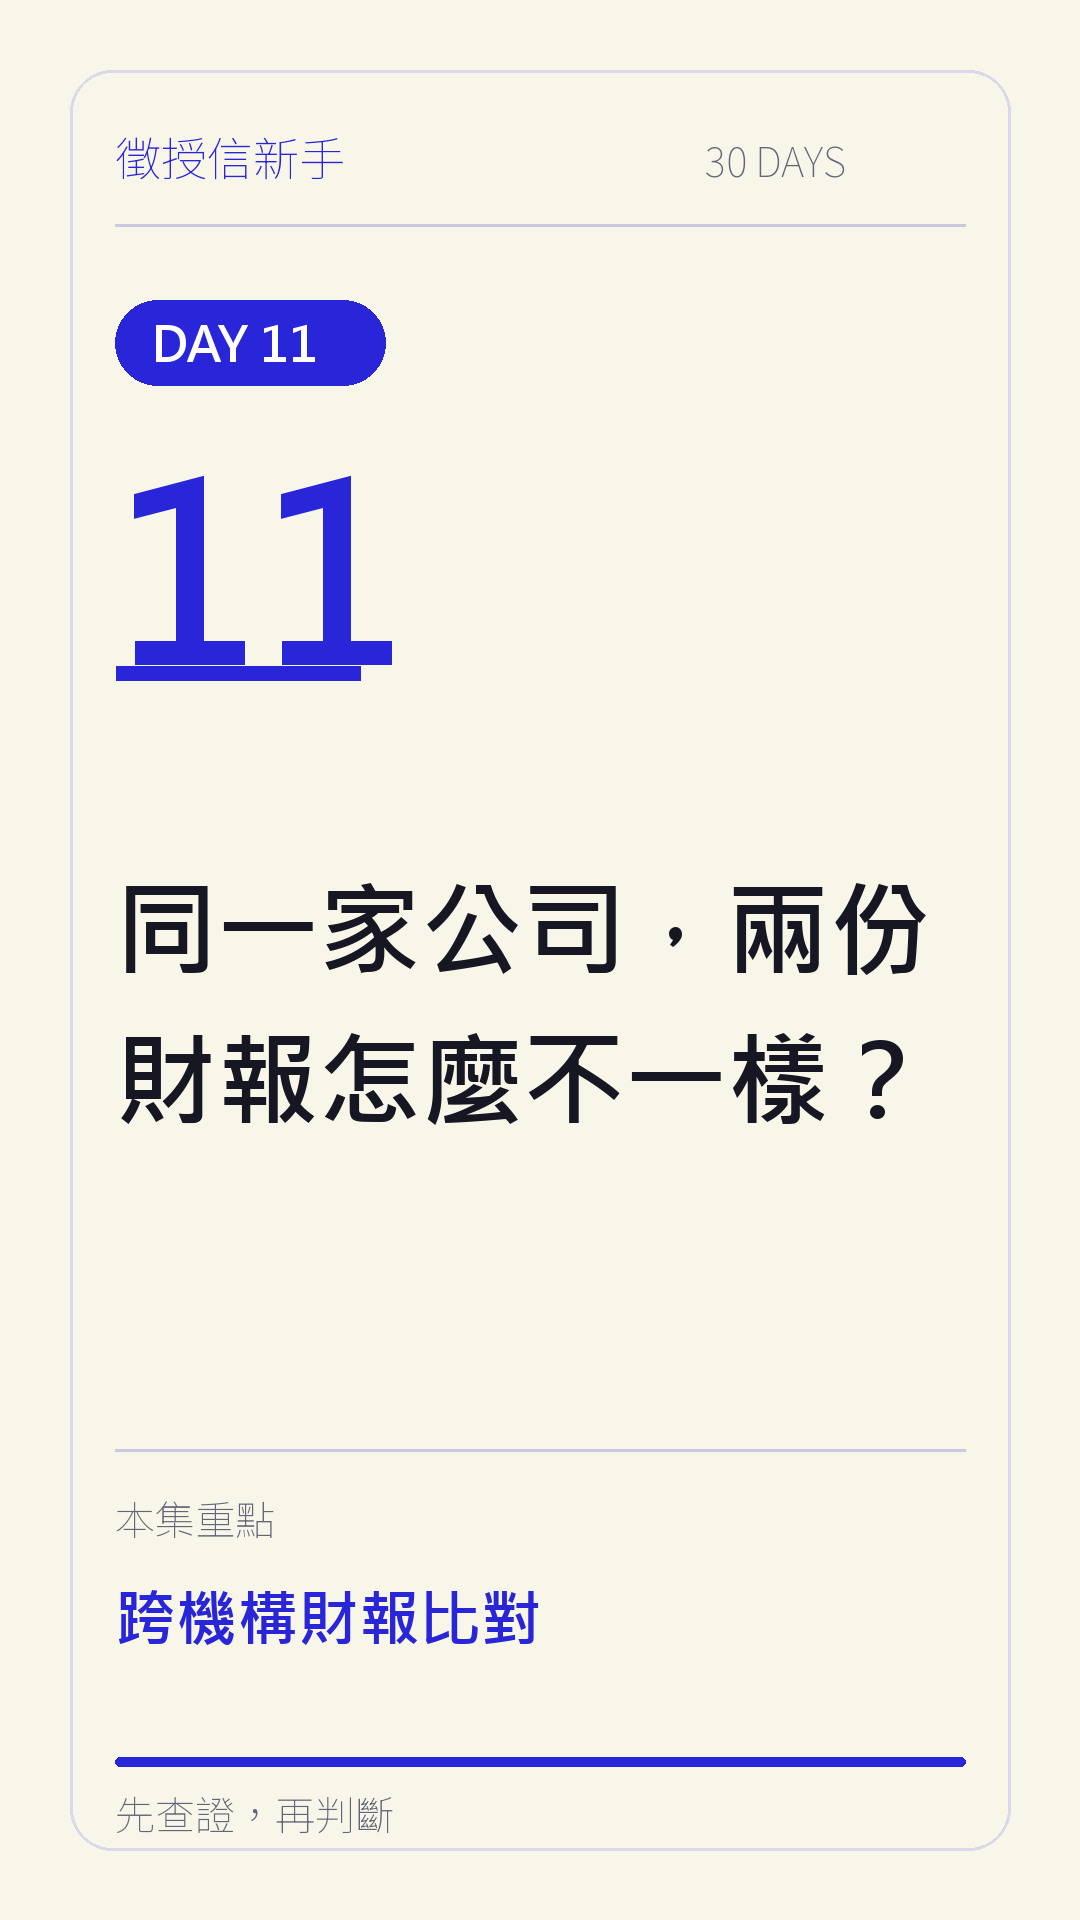 徵授信新手
30 DAYS
DAY 11
11
同一家公司，兩份
財報怎麼不一樣？
本集重點
跨機構財報比對
先查證，再判斷